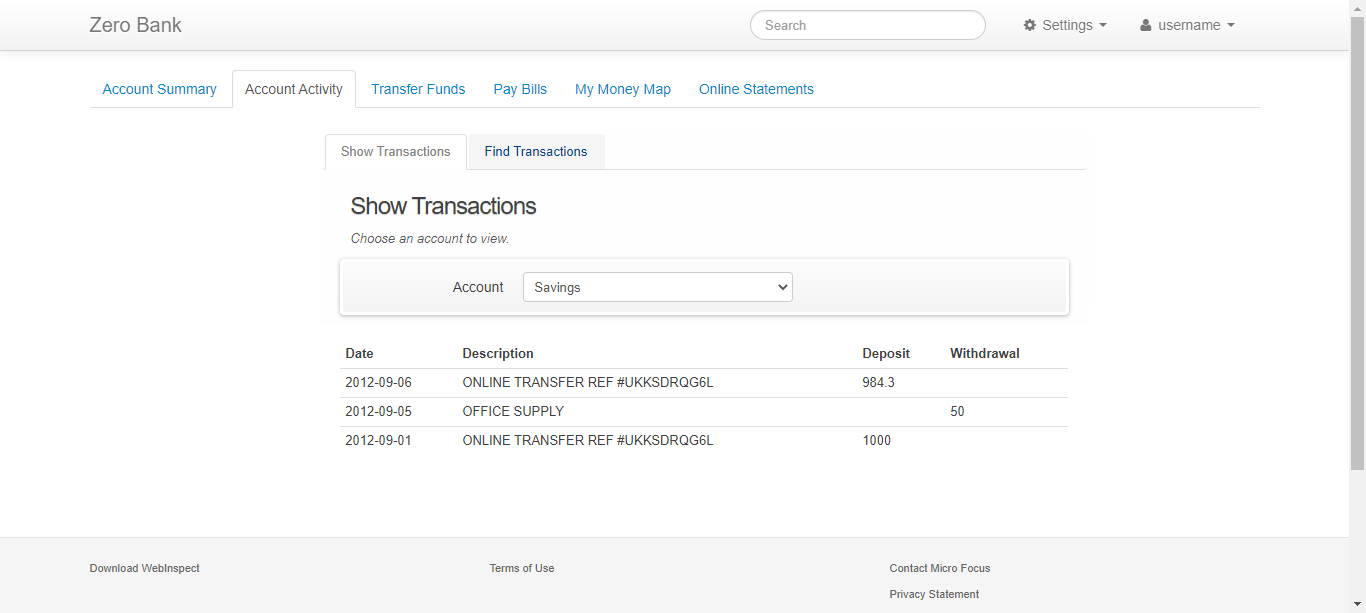 Zero Bank Search Settings username
Account Summary Account Activity Transfer Funds Pay Bills My Money Map Online Statements
Show Transactions Find Transactions
Show Transactions
Choose an account to view.
Account Savings
Date Description Deposit Withdrawal
2012-09-06 ONLINE TRANSFER REF #UKKSDRQG6L 984.3
2012-09-05 OFFICE SUPPLY 50
2012-09-01 ONLINE TRANSFER REF #UKKSDRQG6L 1000
Download WebInspect Terms of Use Contact Micro Focus
Privacy Statement